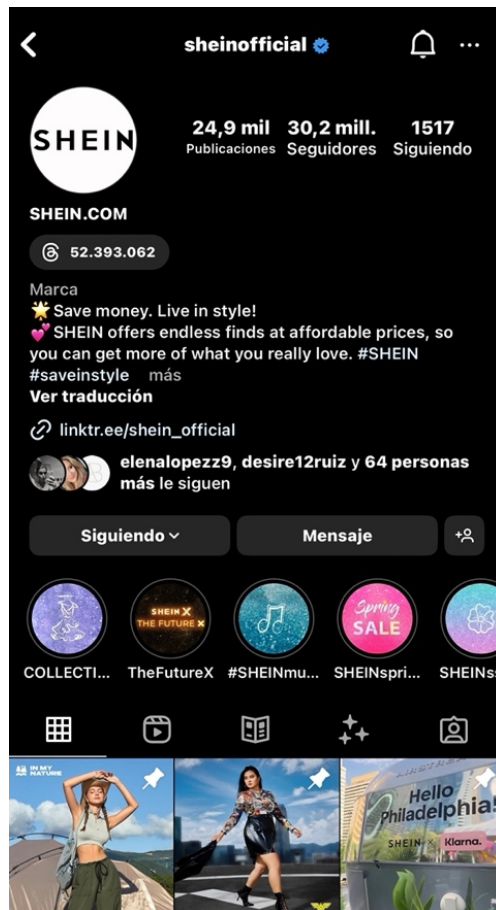 sheinofficial
SHEIN
24,9 mil 30,2 mill. 1517
Publicaciones Seguidores Siguiendo
SHEIN.COM
52.393.062
Marca
🌟Save money. Live in style!
💕SHEIN offers endless finds at affordable prices, so
you can get more of what you really love. #SHEIN
#saveinstyle más
Ver traducción
linktr.ee/shein_official
elenalopezz9, desire12ruiz y 64 personas
más le siguen
Siguiendo
Mensaje
SHEIN X
THE FUTURE X
Spring
SALE
COLLECTI... TheFutureX #SHEINmu... SHEINspri... SHEINs
IN MY
NATURE
AIRSTREAM
Hello
Philadelphia!
SHEIN × Klarna.